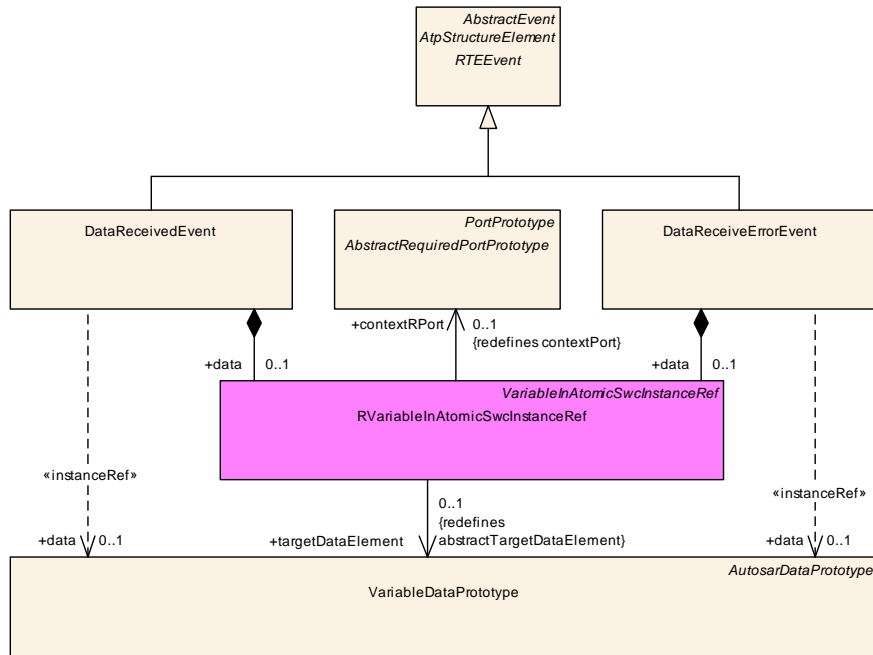 AbstractEvent
AtpStructureElement
RTEEvent
DataReceivedEvent
PortPrototype
AbstractRequiredPortPrototype
DataReceiveErrorEvent
+contextRPort
0..1
{redefines contextPort}
+data
0..1
+data
0..1
VariableInAtomicSwcInstanceRef
RVariableInAtomicSwcInstanceRef
«instanceRef»
«instanceRef»
0..1
{redefines
abstractTargetDataElement}
+targetDataElement
+data
0..1
+data
0..1
AutosarDataPrototype
VariableDataPrototype